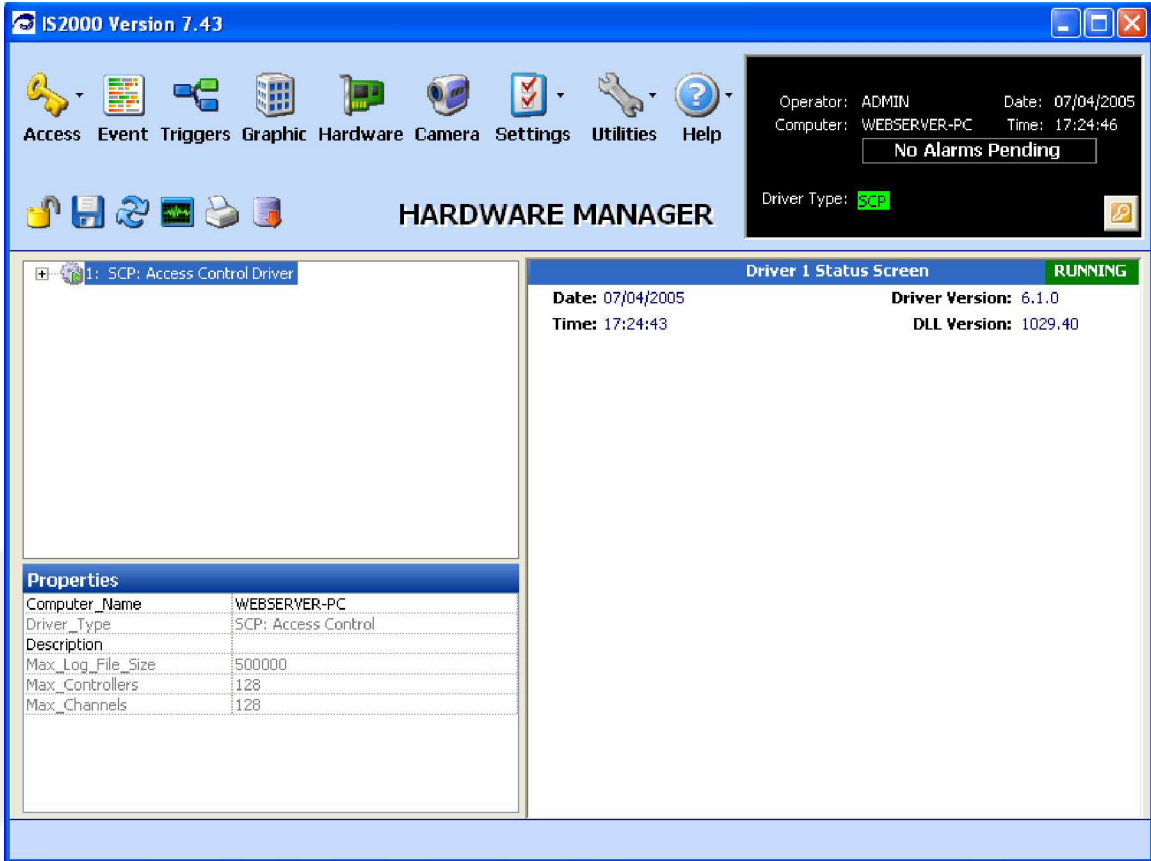 IS2000 Version 7.43
Access Event Triggers Graphic Hardware Camera Settings Utilities Help
Operator: ADMIN Date: 07/04/2005
Computer: WEBSERVER-PC Time: 17:24:46
No Alarms Pending
Driver Type: SCP
HARDWARE MANAGER
1: SCP: Access Control Driver
Driver 1 Status Screen RUNNING
Date: 07/04/2005 Driver Version: 6.1.0
Time: 17:24:43 DLL Version: 1029.40
Properties
Computer_Name WEBSERVER-PC
Driver_Type SCP: Access Control
Description
Max_Log_File_Size 500000
Max_Controllers 128
Max_Channels 128